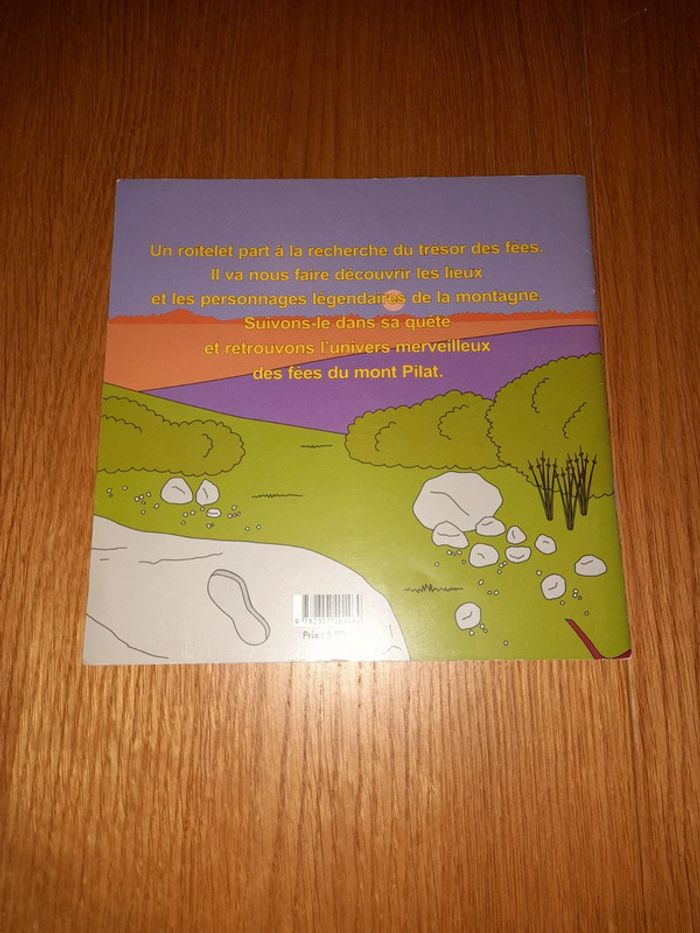 Un roitelet part à la recherche du trésor des fées.
Il va nous faire découvrir les lieux
et les personnages légendaires de la montagne.
Suivons-le dans sa quête
et retrouvons l'univers merveilleux
des fées du mont Pilat.
Prix :